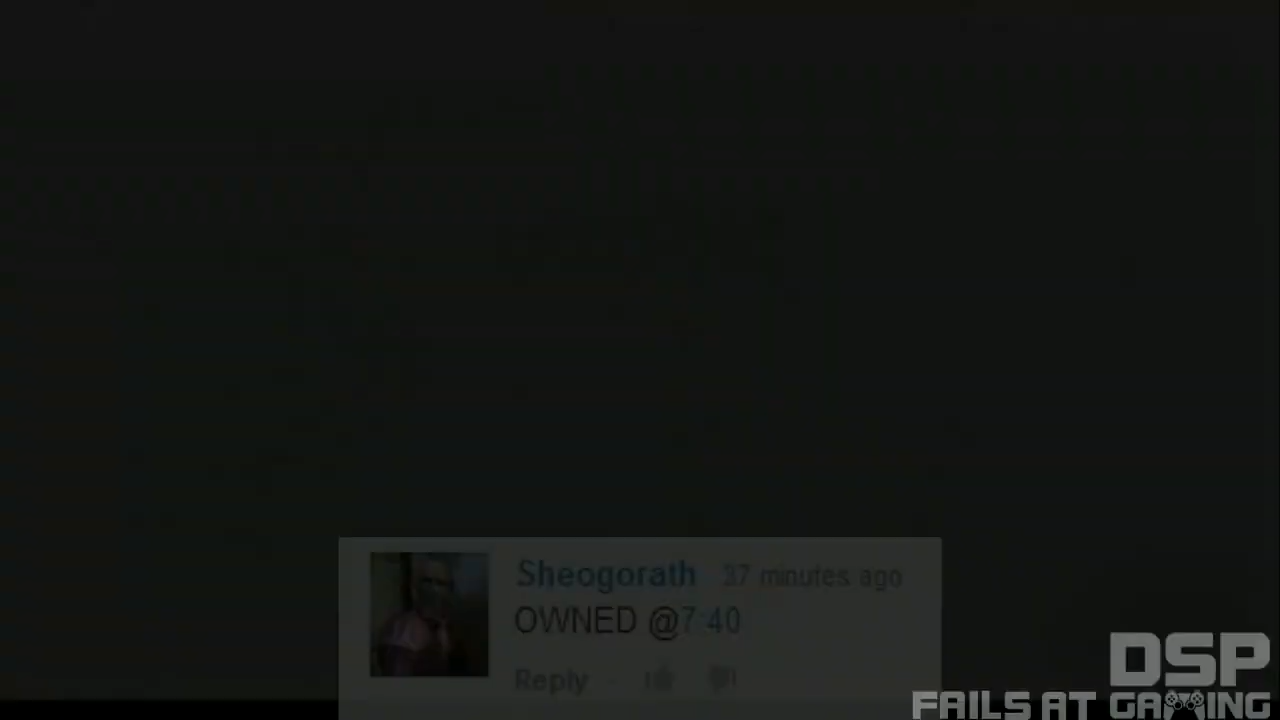 Sheogorath 37 minutes ago
OWNED @7:40
Reply
DSP
FAILS AT GAMING